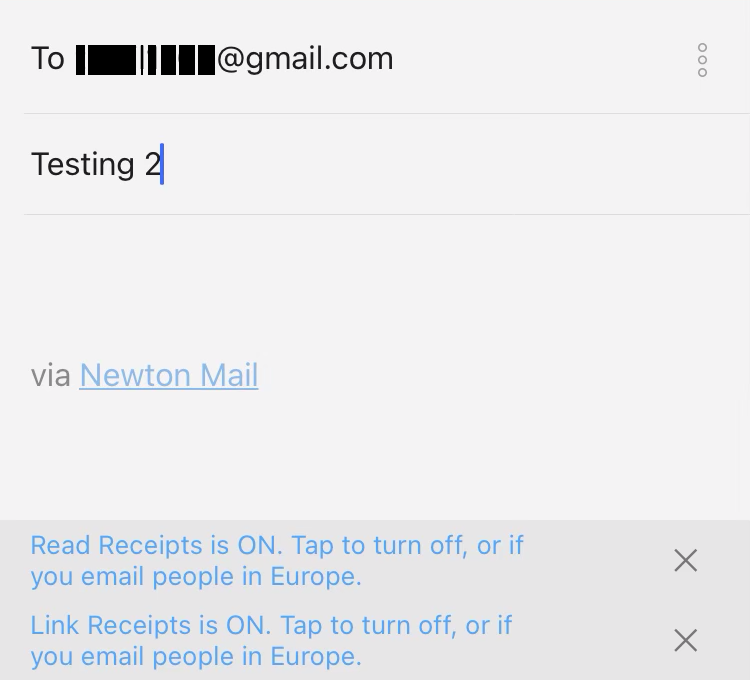 To @gmail.com
Testing 2
via Newton Mail
Read Receipts is ON. Tap to turn off, or if
you email people in Europe.
Link Receipts is ON. Tap to turn off, or if
you email people in Europe.